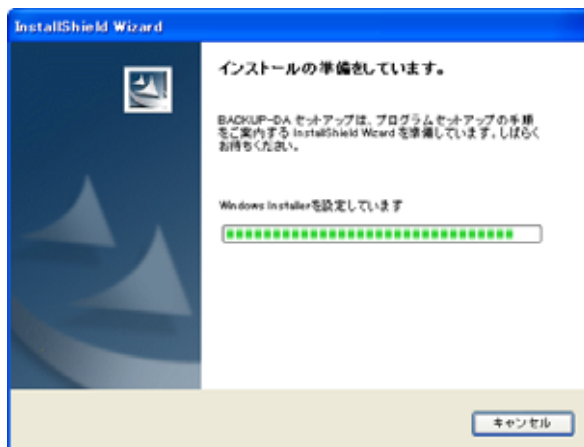 InstallShield Wizard
インストールの準備をしています。
BACKUP-DA セットアップは、プログラムセットアップの手順
をご案内する InstallShield Wizard を準備しています。しばらく
お待ちください。
Windows Installerを設定しています
キャンセル